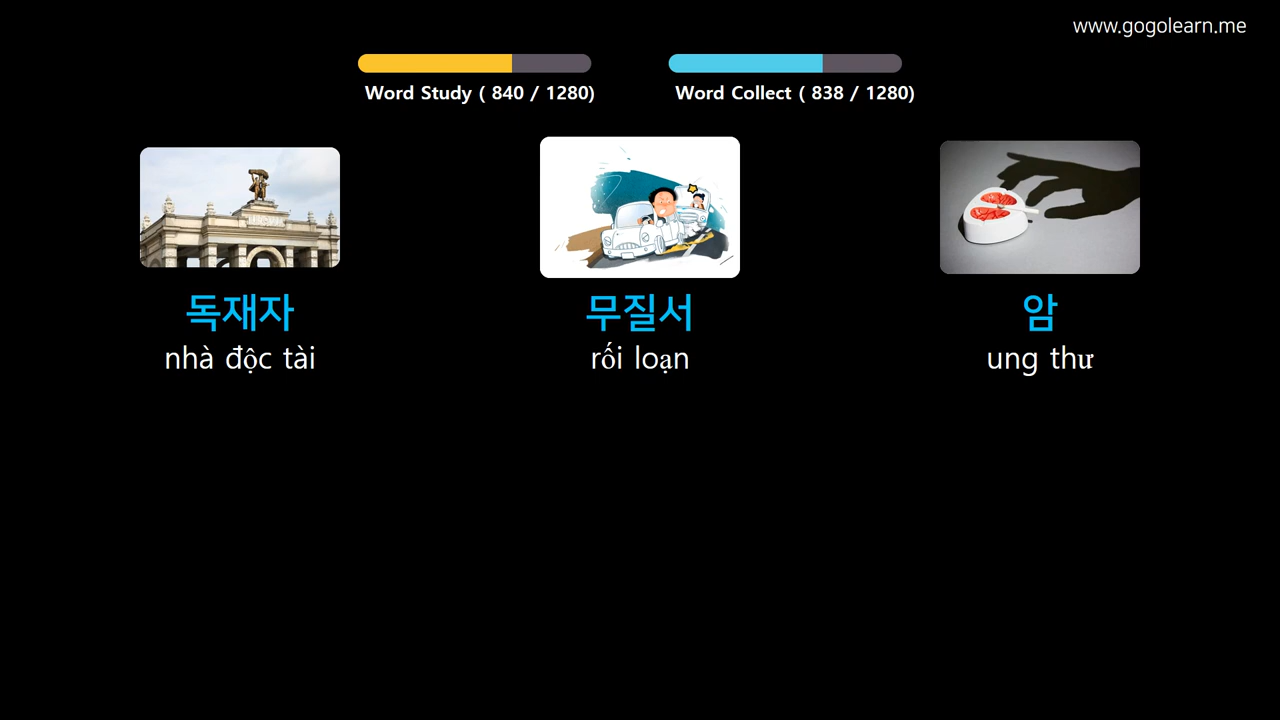 www.gogolearn.me
Word Study ( 840 / 1280)
Word Collect ( 838 / 1280)
독재자
무질서
암
nhà độc tài
rối loạn
ung thư